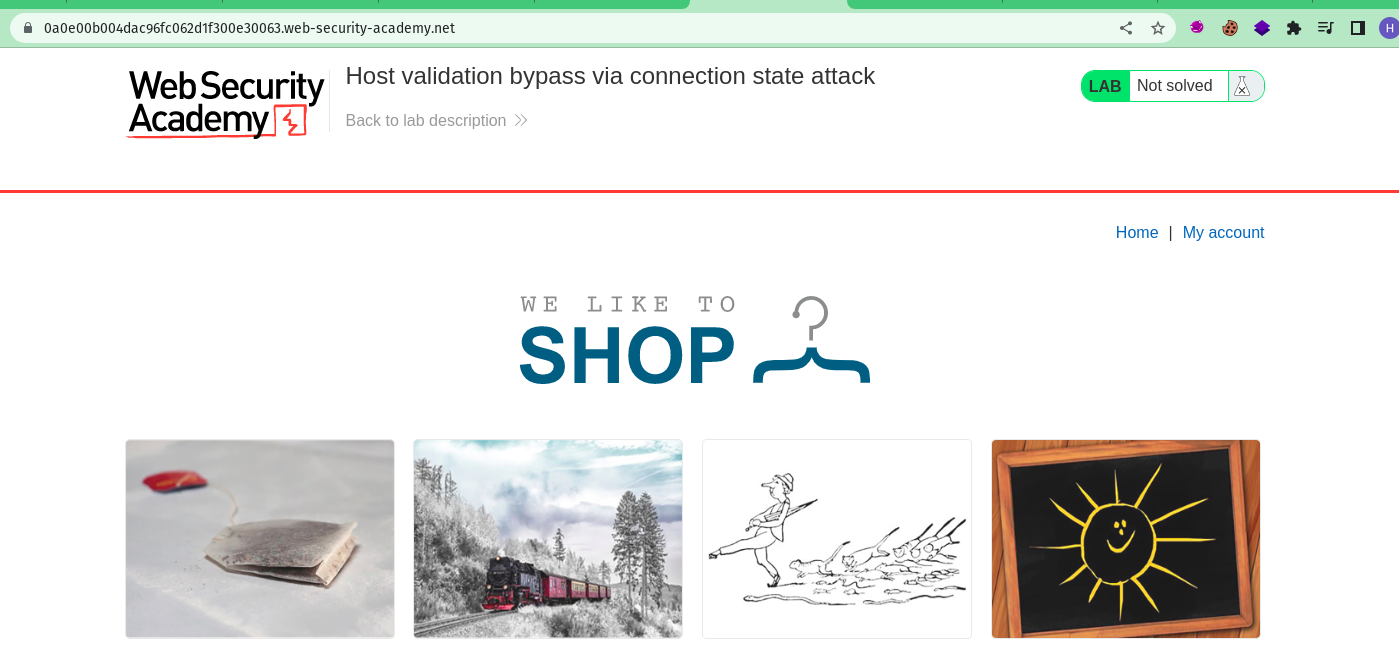 0a0e00b004dac96fc062d1f300e30063.web-security-academy.net
H
Web Security
Academy
Host validation bypass via connection state attack
Back to lab description
LAB Not solved
Home | My account
WE LIKE TO
SHOP